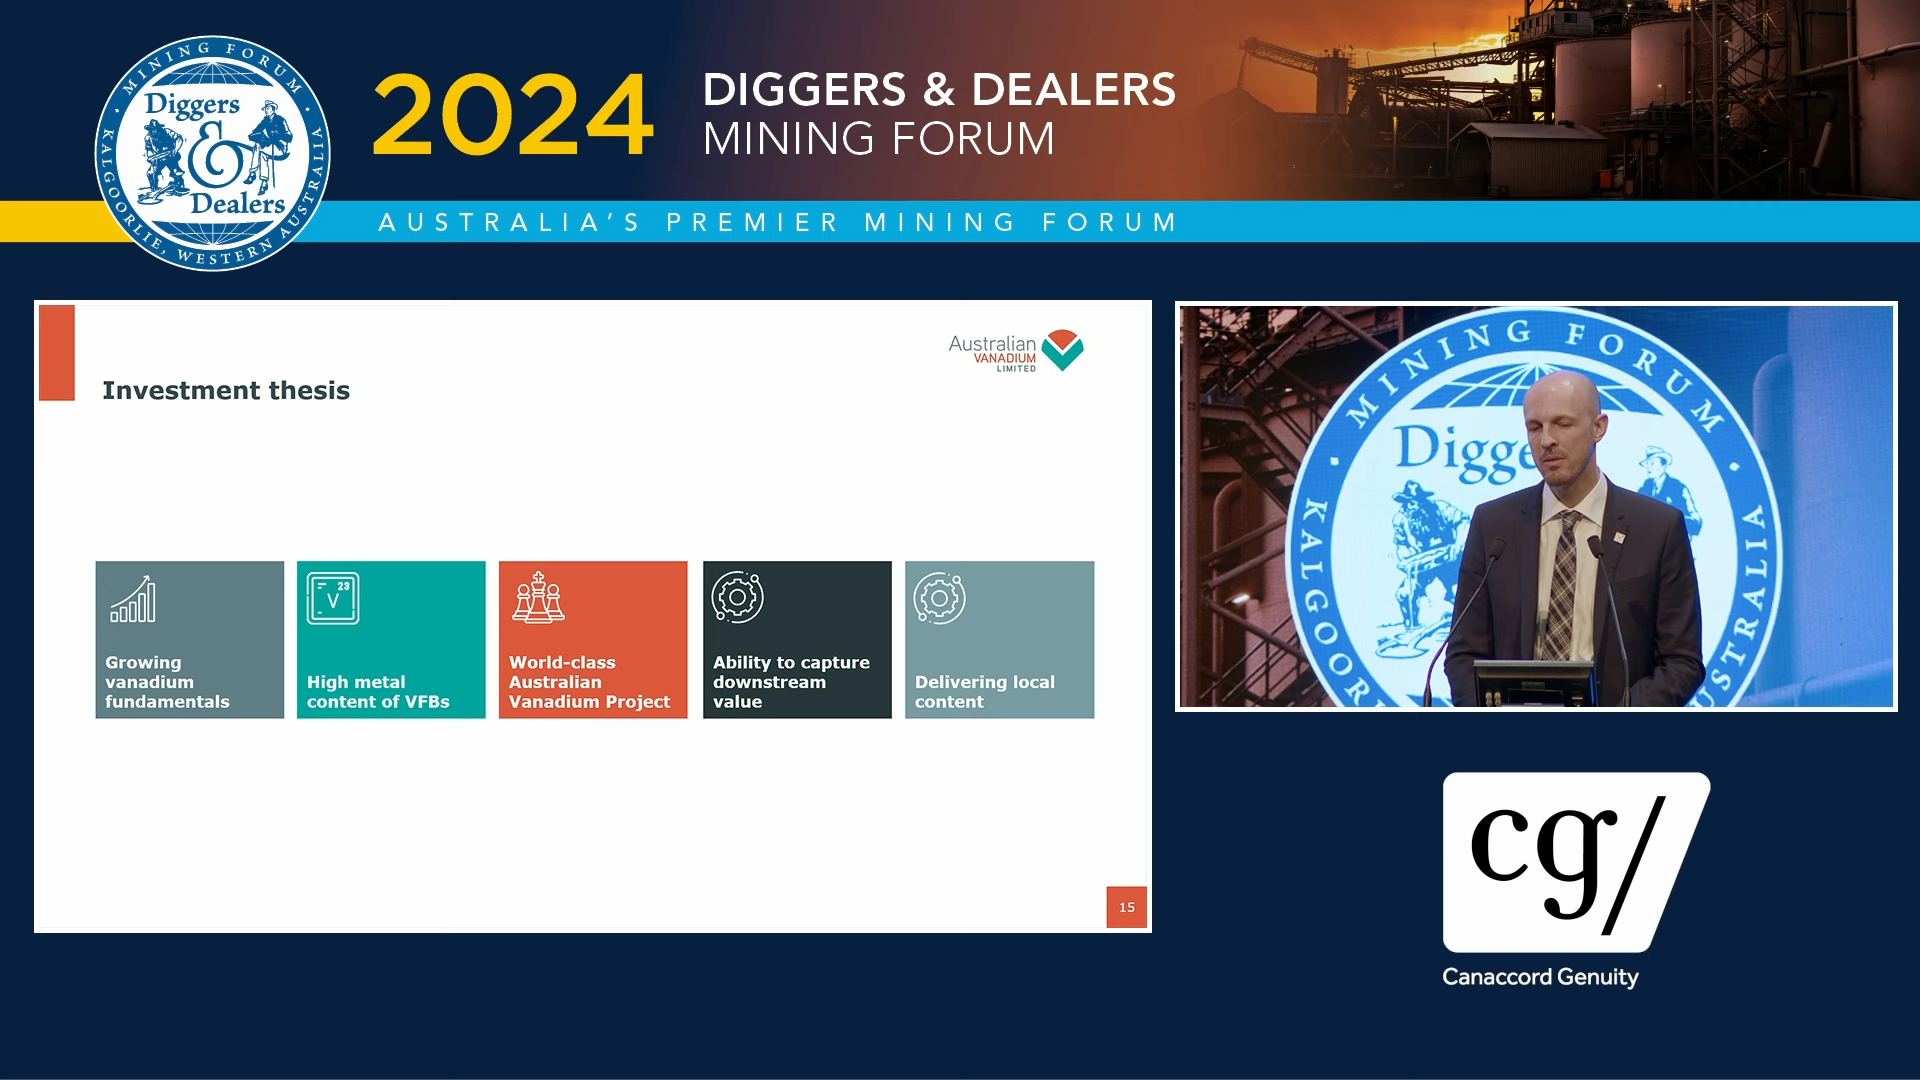 MINING FORUM
Diggers
&
Dealers
KALGOORLIE, WESTERN AUSTRALIA
2024
DIGGERS & DEALERS
MINING FORUM
AUSTRALIA'S PREMIER MINING FORUM
Australian
VANADIUM
LIMITED
Investment thesis
Growing
vanadium
fundamentals
23
V
High metal
content of VFBs
World-class
Australian
Vanadium Project
Ability to capture
downstream
value
Delivering local
content
15
MINING FORUM
Digge
KALGOOR
USTRALIA
cg/
Canaccord Genuity